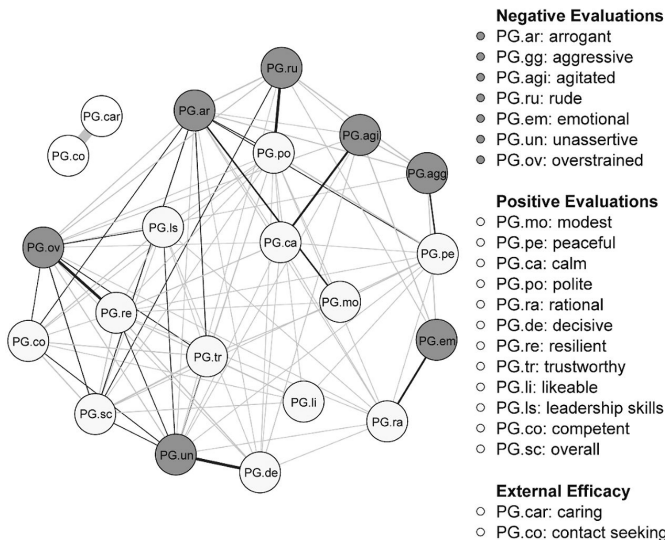 Negative Evaluations
PG.ar: arrogant
PG.gg: aggressive
PG.agi: agitated
PG.ru: rude
PG.em: emotional
PG.un: unassertive
PG.ov: overstrained
Positive Evaluations
PG.mo: modest
PG.pe: peaceful
PG.ca: calm
PG.po: polite
PG.ra: rational
PG.de: decisive
PG.re: resilient
PG.tr: trustworthy
PG.li: likeable
PG.ls: leadership skills
PG.co: competent
PG.sc: overall
External Efficacy
PG.car: caring
PG.co: contact seeking
PG.ru
PG.ar
PG.car
PG.agi
PG.co
PG.po
PG.agg
PG.ls
PG.ca
PG.ov
PG.pe
PG.mo
PG.re
PG.co
PG.em
PG.tr
PG.li
PG.sc
PG.ra
PG.un
PG.de